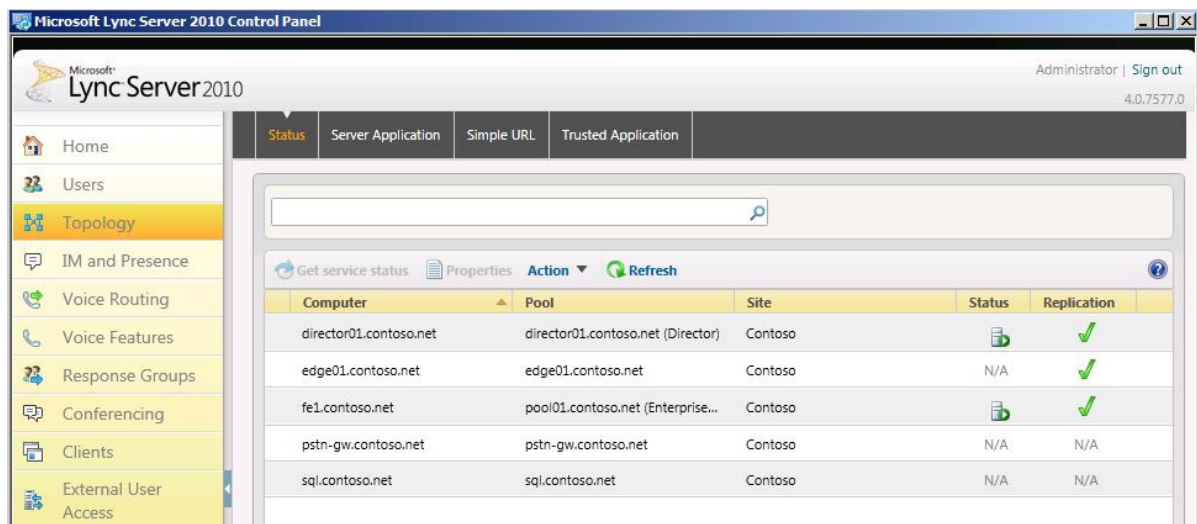 Microsoft Lync Server 2010 Control Panel
Microsoft®
Lync Server 2010
Administrator | Sign out
4.0.7577.0
Home
Users
Topology
IM and Presence
Voice Routing
Voice Features
Response Groups
Conferencing
Clients
External User
Access
Status Server Application Simple URL Trusted Application
Get service status Properties Action Refresh
Computer Pool Site Status Replication
director01.contoso.net director01.contoso.net (Director) Contoso
edge01.contoso.net edge01.contoso.net Contoso N/A
fe1.contoso.net pool01.contoso.net (Enterprise... Contoso
pstn-gw.contoso.net pstn-gw.contoso.net Contoso N/A N/A
sql.contoso.net sql.contoso.net Contoso N/A N/A